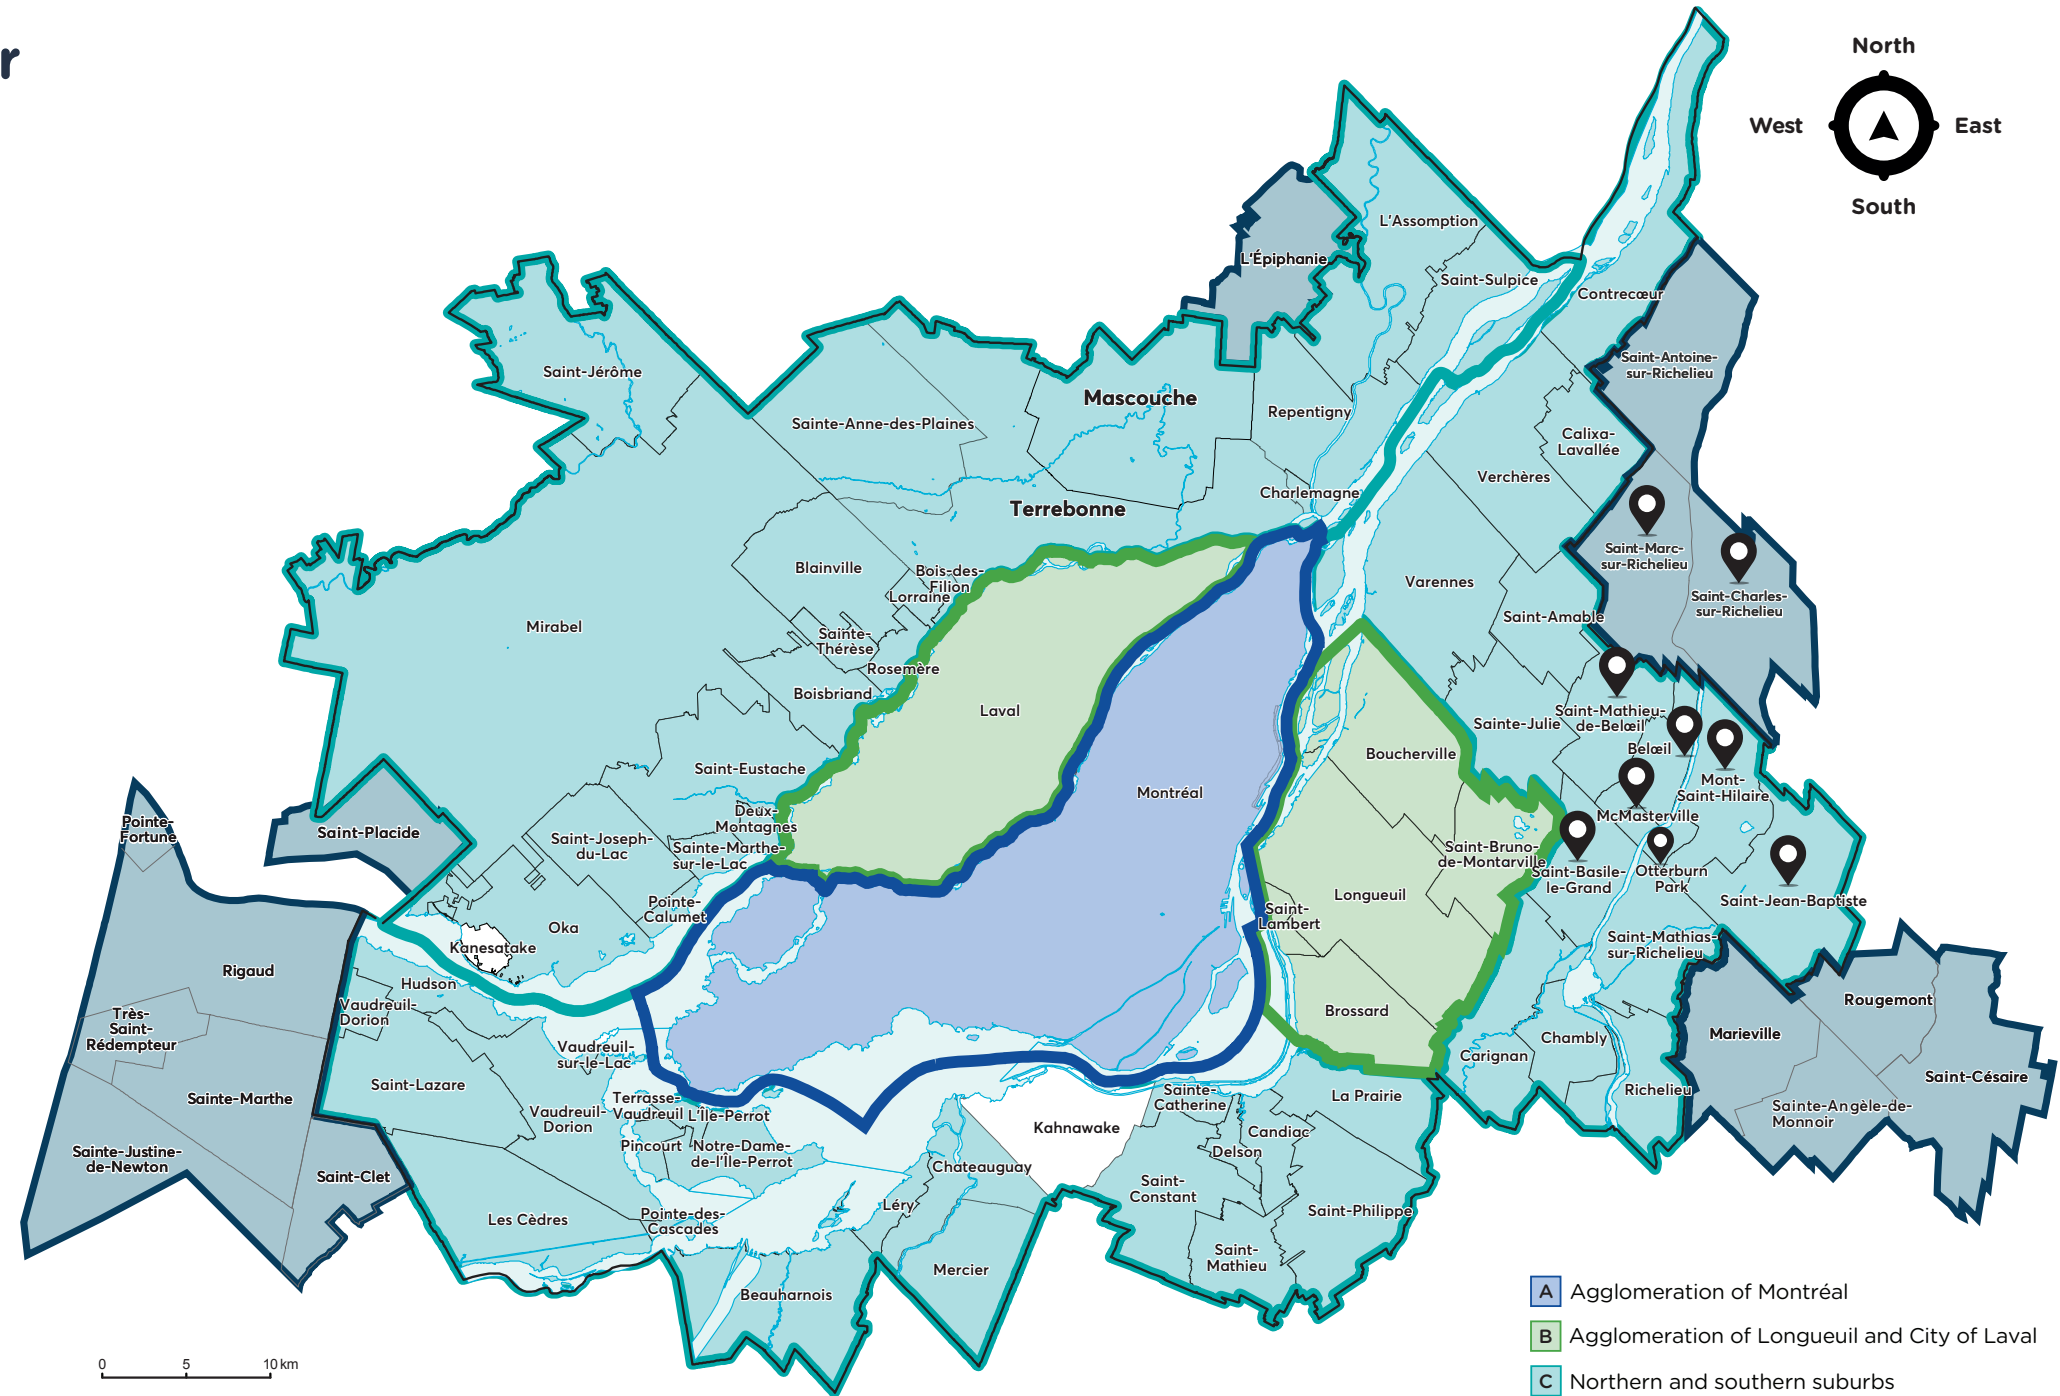 r
North
West
East
South
L'Assomption
L'Épiphanie
Saint-Sulpice
Contrecœur
Saint-Antoine-
sur-Richelieu
Saint-Jérôme
Mascouche
Repentigny
Sainte-Anne-des-Plaines
Calixa-
Lavallée
Verchères
Charlemagne
Terrebonne
Saint-Marc-
sur-Richelieu
Blainville
Bois-des-
Filion
Lorraine
Varennes
Saint-Charles-
sur-Richelieu
Saint-Amable
Mirabel
Sainte-
Thérèse
Rosemère
Boisbriand
Laval
Saint-Mathieu-
de-Belœil
Sainte-Julie
Belœil
Boucherville
Saint-Eustache
Mont-
Saint-Hilaire
Montréal
McMasterville
Deux-
Montagnes
Pointe-
Fortune
Saint-Placide
Saint-Joseph-
du-Lac
Sainte-Marthe-
sur-le-Lac
Saint-Bruno-
de-Montarville
Saint-Basile-
le-Grand
Otterburn
Park
Longueuil
Saint-Jean-Baptiste
Pointe-
Calumet
Saint-
Lambert
Oka
Kanesatake
Saint-Mathias-
sur-Richelieu
Rigaud
Hudson
Rougemont
Vaudreuil-
Dorion
Brossard
Très-
Saint-
Rédempteur
Marieville
Chambly
Carignan
Vaudreuil-
sur-le-Lac
Saint-Lazare
Saint-Césaire
Richelieu
Sainte-Marthe
Terrasse-
Vaudreuil
L'Île-Perrot
Sainte-
Catherine
La Prairie
Sainte-Angèle-de-
Monnoir
Vaudreuil-
Dorion
Kahnawake
Candiac
Delson
Pincourt
Notre-Dame-
de-l'Île-Perrot
Sainte-Justine-
de-Newton
Saint-Clet
Chateauguay
Saint-
Constant
Léry
Saint-Philippe
Les Cèdres
Pointe-des-
Cascades
Saint-
Mathieu
Mercier
Beauharnois
A Agglomeration of Montréal
B Agglomeration of Longueuil and City of Laval
C Northern and southern suburbs
0 5 10 km